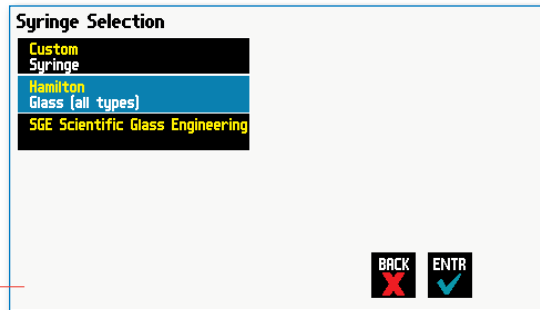 Syringe Selection
Custom
Syringe
Hamilton
Glass (all types)
SGE Scientific Glass Engineering
BACK ENTR